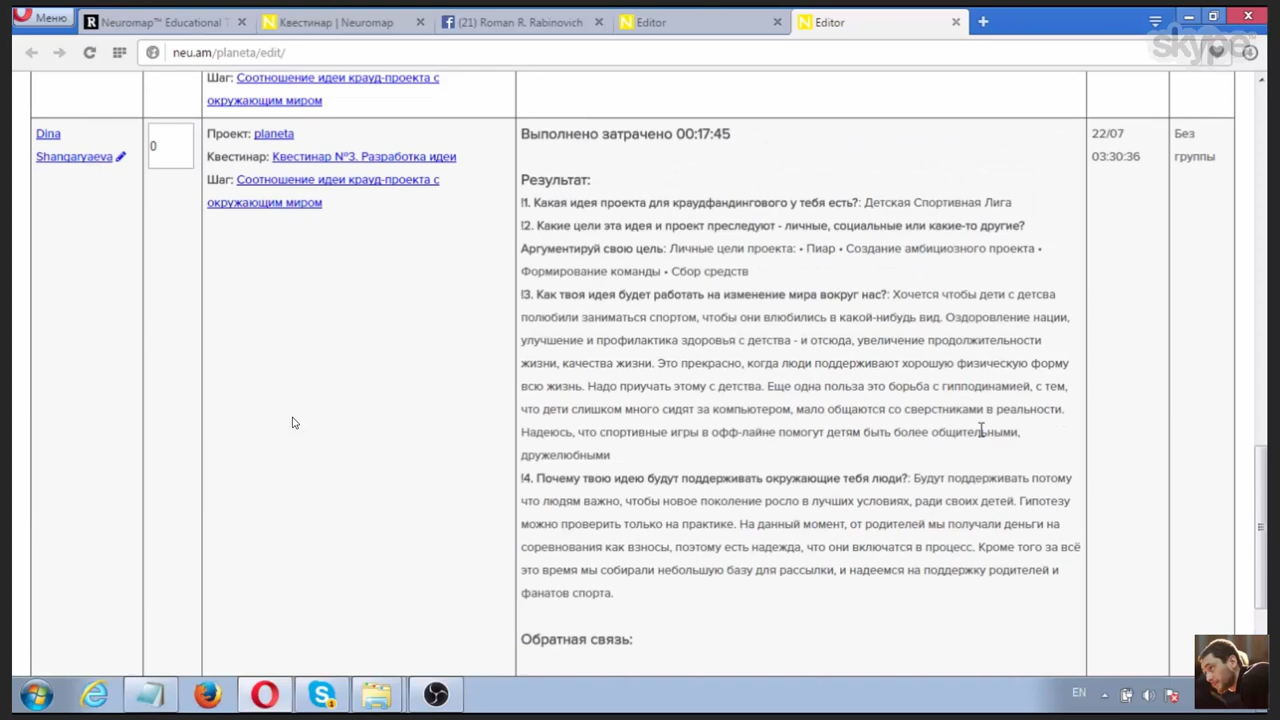 Меню
Neuromap™ Educational T
Квестинар | Neuromap
(21) Roman R. Rabinovich
Editor
Editor
neu.am/planeta/edit/
skype
Шаг: Соотношение идеи крауд-проекта с
окружающим миром
Dina
Shangaryaeva
0
Проект: planeta
Квестинар: Квестинар №3. Разработка идеи
Шаг: Соотношение идеи крауд-проекта с
окружающим миром
Выполнено затрачено 00:17:45
Результат:
!1. Какая идея проекта для краудфандингового у тебя есть?: Детская Спортивная Лига
!2. Какие цели эта идея и проект преследуют - личные, социальные или какие-то другие?
Аргументируй свою цель: Личные цели проекта: • Пиар • Создание амбициозного проекта •
Формирование команды • Сбор средств
!3. Как твоя идея будет работать на изменение мира вокруг нас?: Хочется чтобы дети с детсва
полюбили заниматься спортом, чтобы они влюбились в какой-нибудь вид. Оздоровление нации,
улучшение и профилактика здоровья с детства - и отсюда, увеличение продолжительности
жизни, качества жизни. Это прекрасно, когда люди поддерживают хорошую физическую форму
всю жизнь. Надо приучать этому с детства. Еще одна польза это борьба с гипподинамией, с тем,
что дети слишком много сидят за компьютером, мало общаются со сверстниками в реальности.
Надеюсь, что спортивные игры в офф-лайне помогут детям быть более общительными,
дружелюбными
!4. Почему твою идею будут поддерживать окружающие тебя люди?: Будут поддерживать потому
что людям важно, чтобы новое поколение росло в лучших условиях, ради своих детей. Гипотезу
можно проверить только на практике. На данный момент, от родителей мы получали деньги на
соревнования как взносы, поэтому есть надежда, что они включатся в процесс. Кроме того за всё
это время мы собирали небольшую базу для рассылки, и надеемся на поддержку родителей и
фанатов спорта.
Обратная связь:
22/07
03:30:36
Без
группы
EN